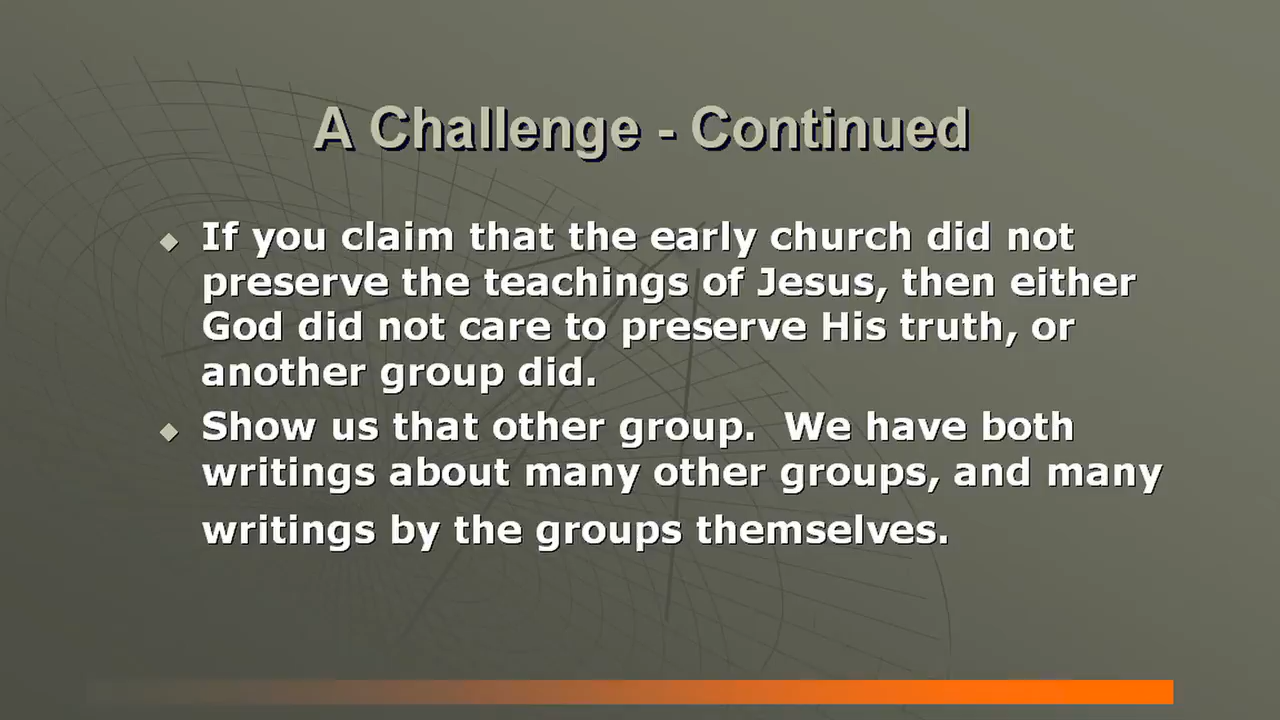 A Challenge - Continued
If you claim that the early church did not
preserve the teachings of Jesus, then either
God did not care to preserve His truth, or
another group did.
Show us that other group.  We have both
writings about many other groups, and many
writings by the groups themselves.